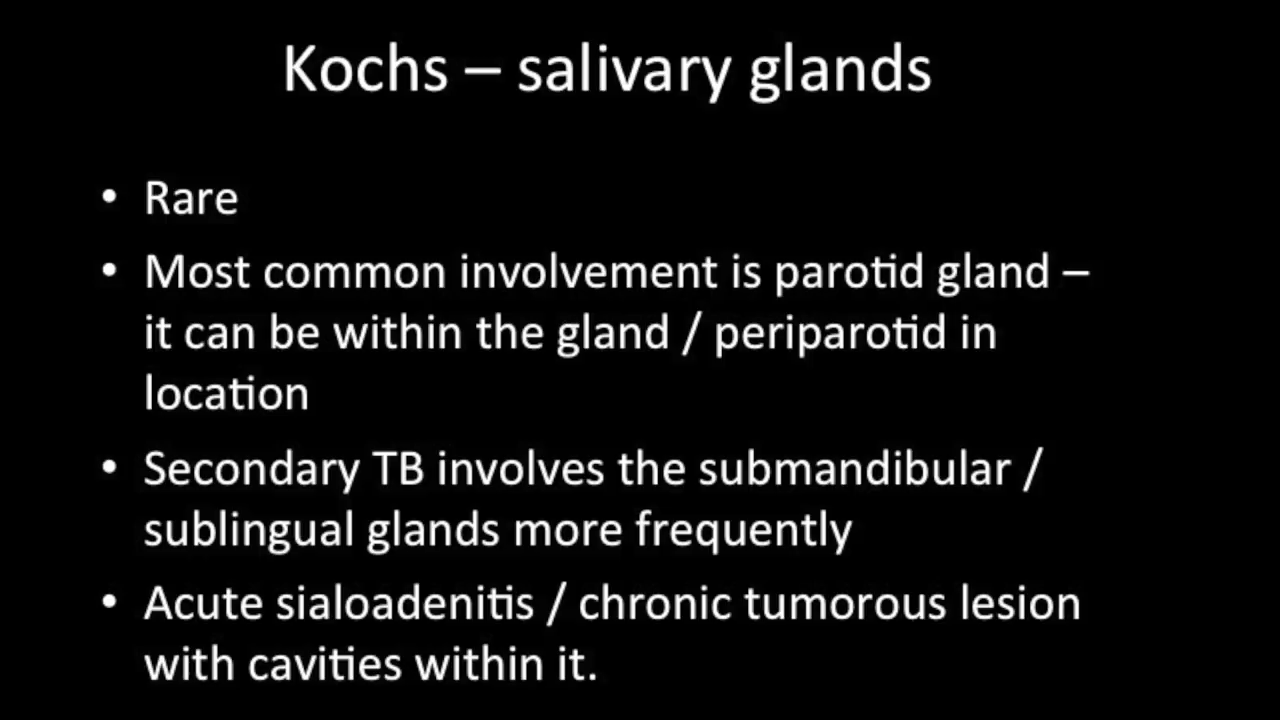 Kochs – salivary glands
• Rare
• Most common involvement is parotid gland –
it can be within the gland / periparotid in
location
• Secondary TB involves the submandibular /
sublingual glands more frequently
• Acute sialoadenitis / chronic tumorous lesion
with cavities within it.